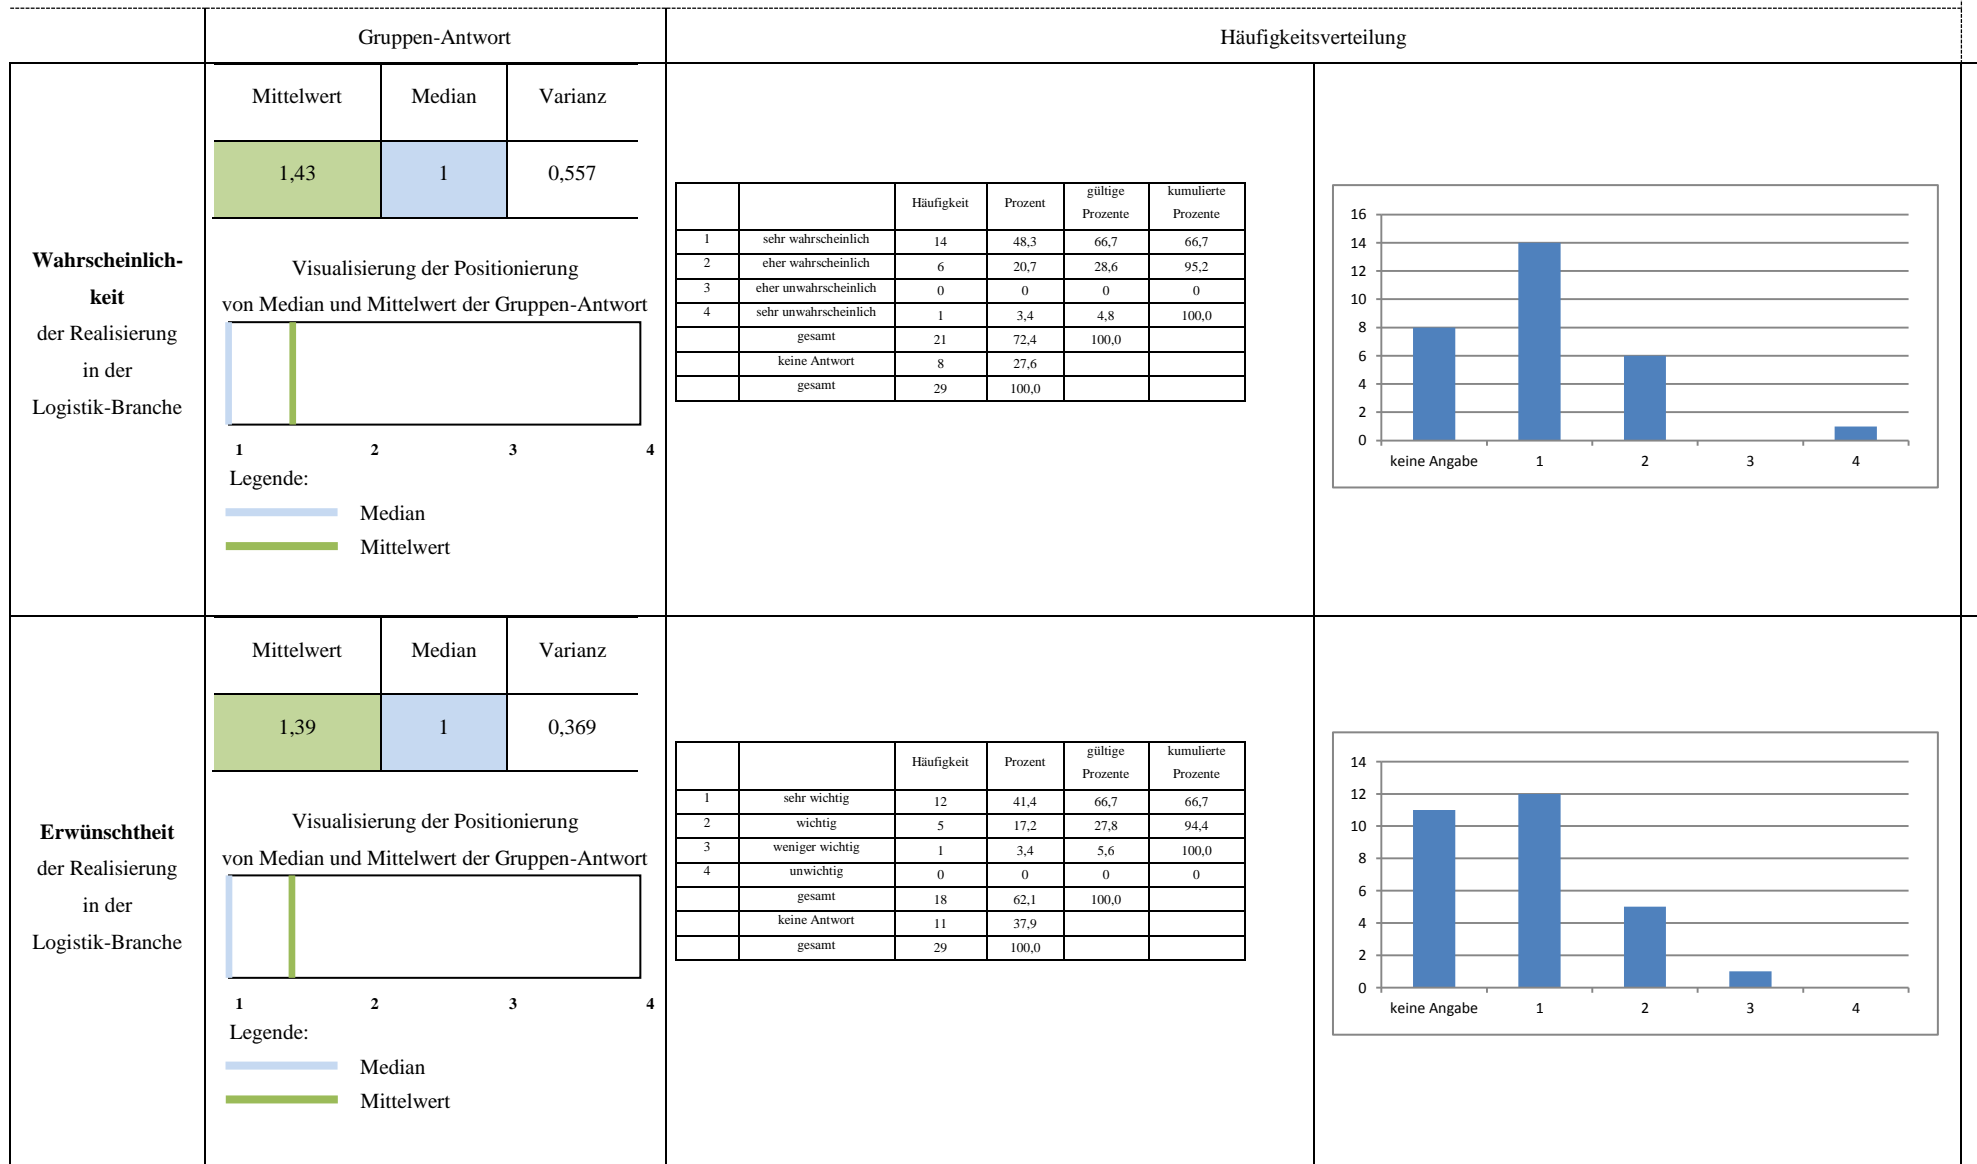 Gruppen-Antwort Häufigkeitsverteilung
Wahrscheinlich-
keit
der Realisierung
in der
Logistik-Branche
Mittelwert Median Varianz
1,43 1 0,557
Visualisierung der Positionierung
von Median und Mittelwert der Gruppen-Antwort
1 2 3 4
Legende:
Median
Mittelwert
Häufigkeit Prozent gültige Prozente kumulierte Prozente
1 sehr wahrscheinlich 14 48,3 66,7 66,7
2 eher wahrscheinlich 6 20,7 28,6 95,2
3 eher unwahrscheinlich 0 0 0 0
4 sehr unwahrscheinlich 1 3,4 4,8 100,0
gesamt 21 72,4 100,0
keine Antwort 8 27,6
gesamt 29 100,0
16
14
12
10
8
6
4
2
0
keine Angabe 1 2 3 4
Erwünschtheit
der Realisierung
in der
Logistik-Branche
Mittelwert Median Varianz
1,39 1 0,369
Visualisierung der Positionierung
von Median und Mittelwert der Gruppen-Antwort
1 2 3 4
Legende:
Median
Mittelwert
Häufigkeit Prozent gültige Prozente kumulierte Prozente
1 sehr wichtig 12 41,4 66,7 66,7
2 wichtig 5 17,2 27,8 94,4
3 weniger wichtig 1 3,4 5,6 100,0
4 unwichtig 0 0 0 0
gesamt 18 62,1 100,0
keine Antwort 11 37,9
gesamt 29 100,0
14
12
10
8
6
4
2
0
keine Angabe 1 2 3 4